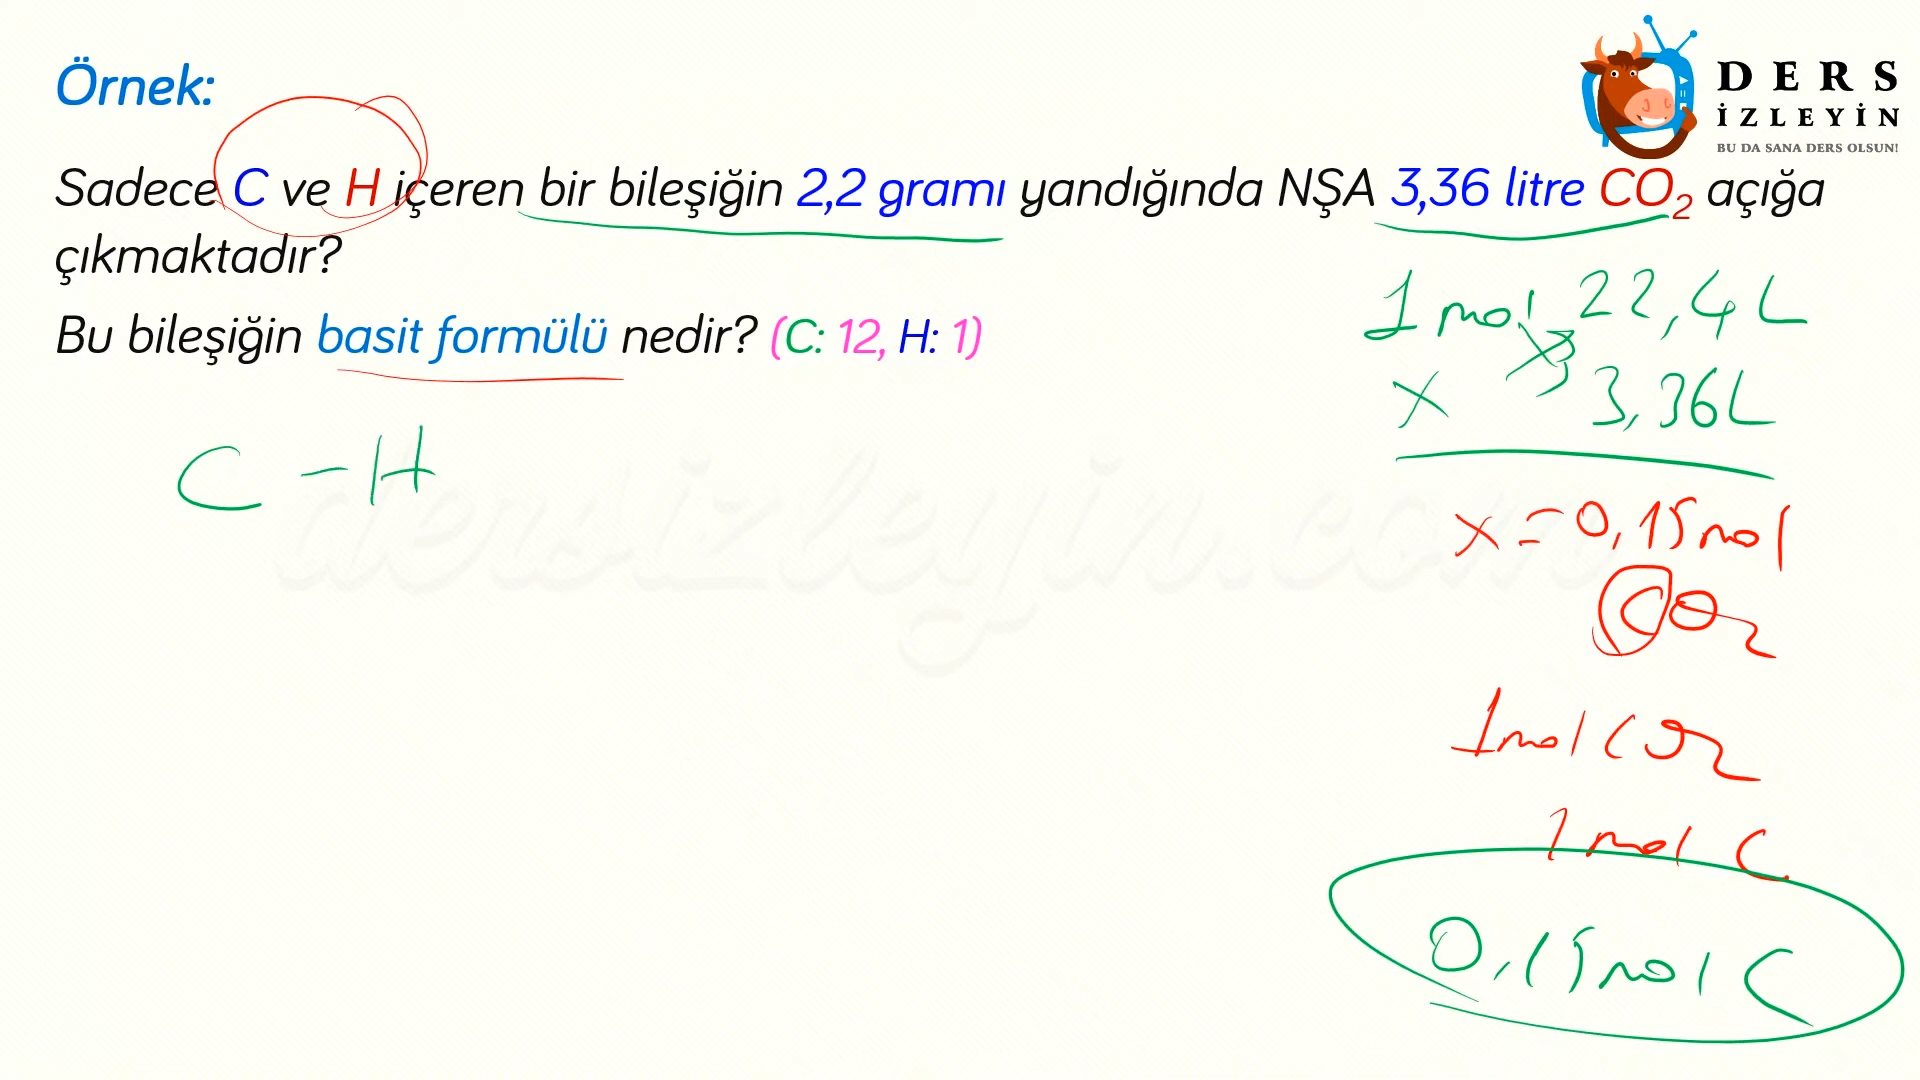 Örnek:
DERS
İZLEYİN
BU DA SANA DERS OLSUN!
Sadece C ve H içeren bir bileşiğin 2,2 gramı yandığında NŞA 3,36 litre CO₂ açığa
çıkmaktadır?
Bu bileşiğin basit formülü nedir? (C: 12, H: 1)
1 mol 22,4 L
x 3,36 L
C - H
x = 0,15 mol
CO₂
1 mol CO₂
1 mol C
0,15 mol C
dersizleyin.com